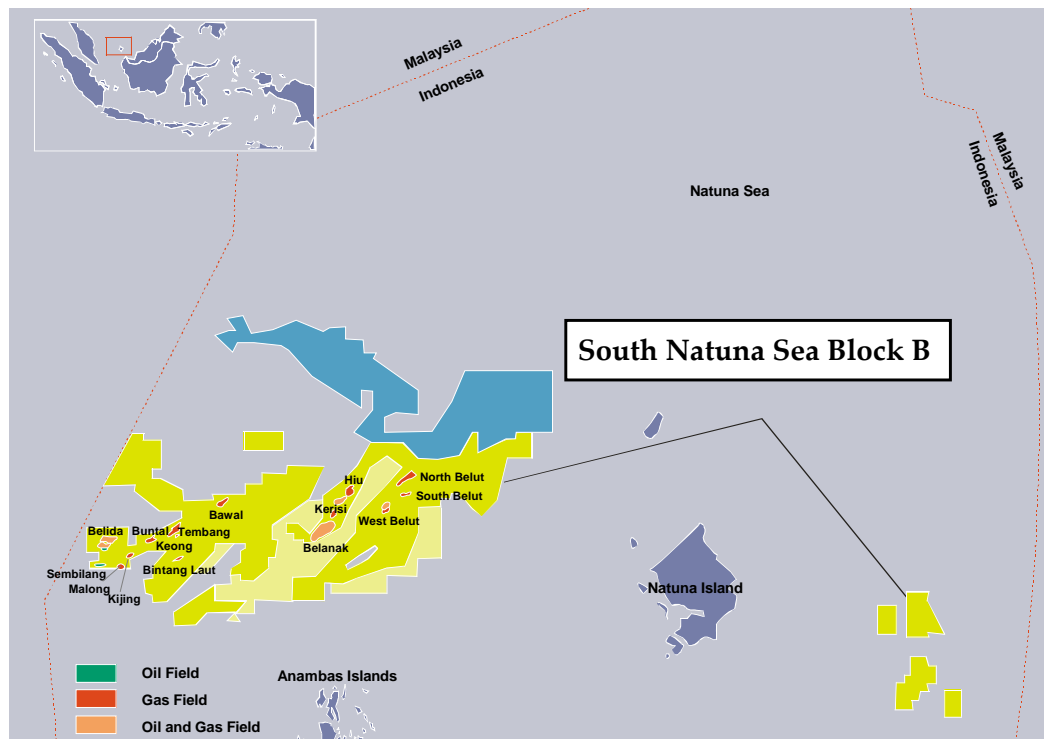 Malaysia
Indonesia
Malaysia
Indonesia
Natuna Sea
South Natuna Sea Block B
Hiu
North Belut
South Belut
Kerisi
Bawal
West Belut
Belida
Buntal
Tembang
Keong
Belanak
Bintang Laut
Sembilang
Malong
Kijing
Natuna Island
Anambas Islands
Oil Field
Gas Field
Oil and Gas Field